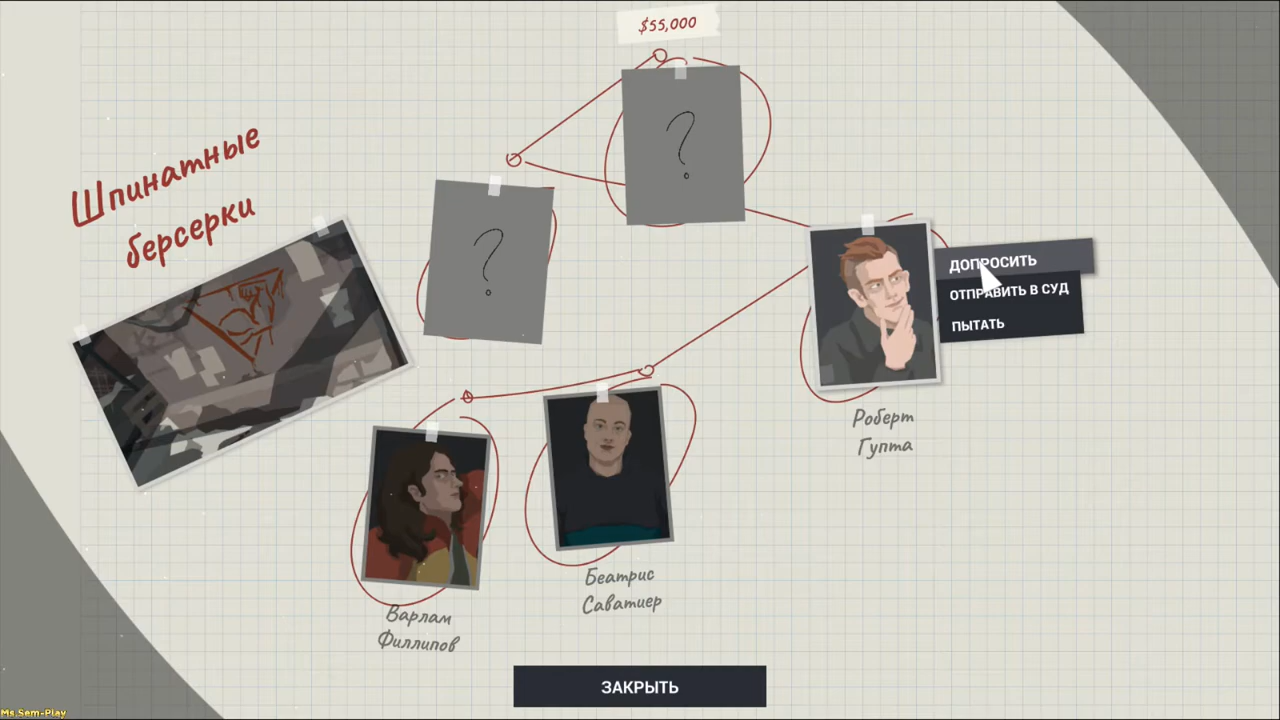 $55,000
Шпинатные
берсерки
ДОПРОСИТЬ
ОТПРАВИТЬ В СУД
ПЫТАТЬ
?
?
Роберт
Гупта
Беатрис
Саватиер
Варлам
Филлипов
ЗАКРЫТЬ
Ms.Sem-Play